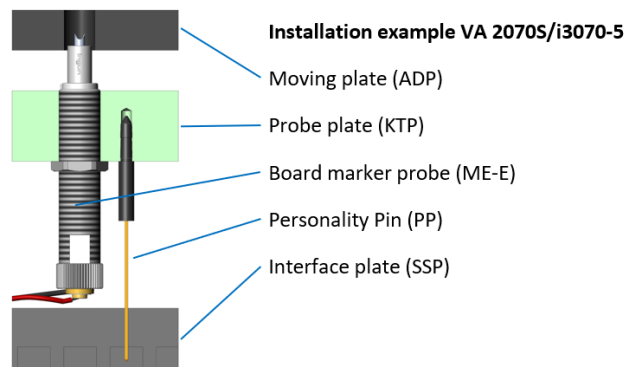 Installation example VA 2070S/i3070-5
Moving plate (ADP)
Probe plate (KTP)
Board marker probe (ME-E)
Personality Pin (PP)
Interface plate (SSP)